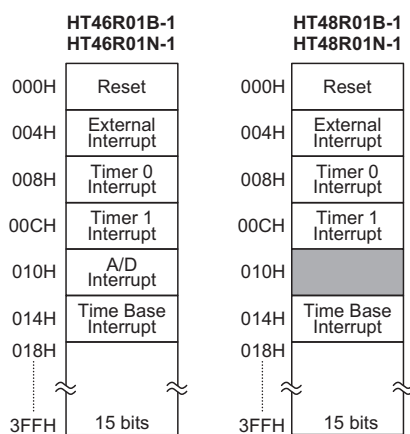 HT46R01B-1
HT46R01N-1
000H Reset
004H External
Interrupt
008H Timer 0
Interrupt
00CH Timer 1
Interrupt
010H A/D
Interrupt
014H Time Base
Interrupt
018H
3FFH 15 bits
HT48R01B-1
HT48R01N-1
000H Reset
004H External
Interrupt
008H Timer 0
Interrupt
00CH Timer 1
Interrupt
010H
014H Time Base
Interrupt
018H
3FFH 15 bits